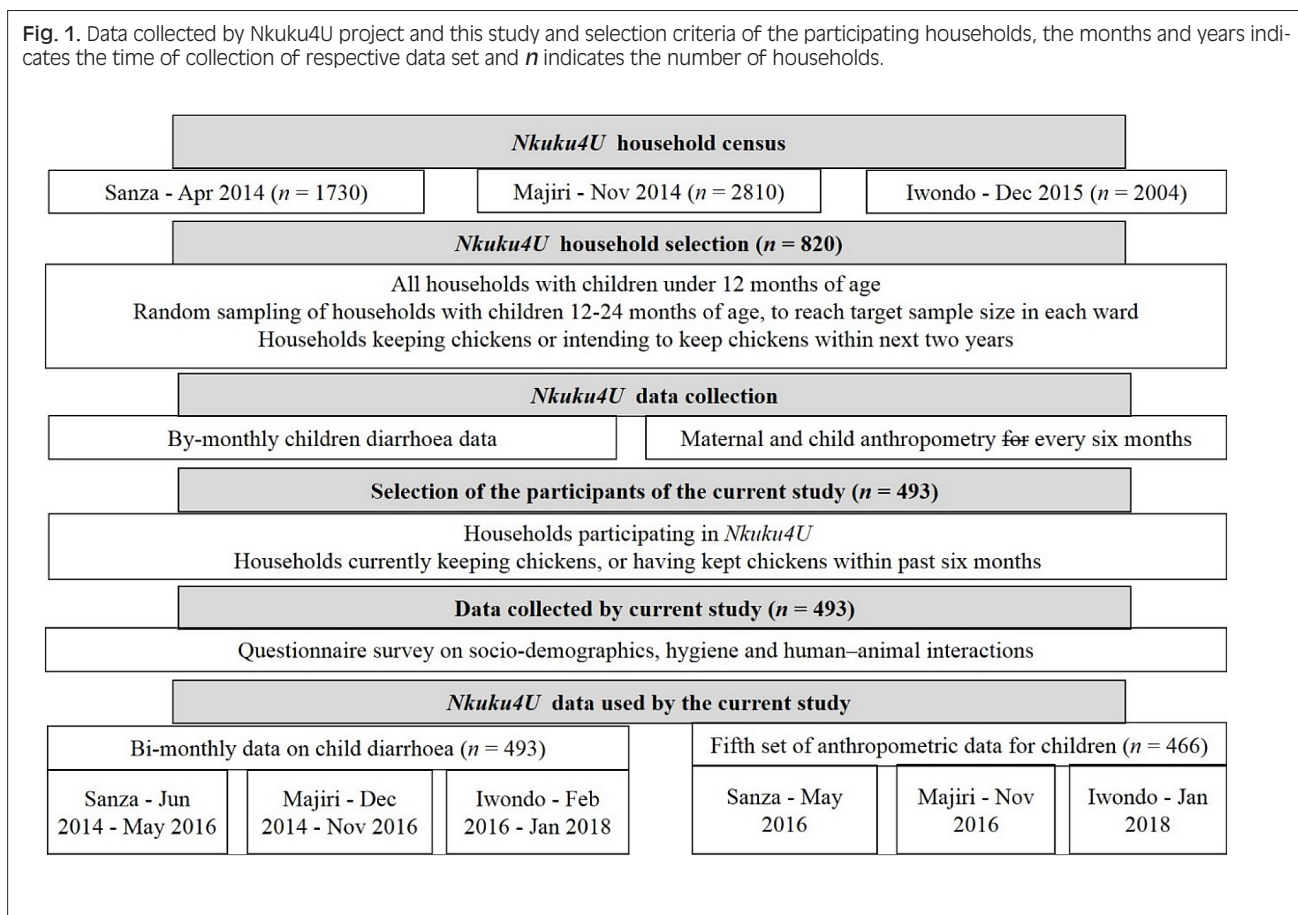 Fig. 1. Data collected by Nkuku4U project and this study and selection criteria of the participating households, the months and years indi-
cates the time of collection of respective data set and n indicates the number of households.
Nkuku4U household census
Sanza - Apr 2014 (n = 1730)
Majiri - Nov 2014 (n = 2810)
Iwondo - Dec 2015 (n = 2004)
Nkuku4U household selection (n = 820)
All households with children under 12 months of age
Random sampling of households with children 12-24 months of age, to reach target sample size in each ward
Households keeping chickens or intending to keep chickens within next two years
Nkuku4U data collection
By-monthly children diarrhoea data
Maternal and child anthropometry for every six months
Selection of the participants of the current study (n = 493)
Households participating in Nkuku4U
Households currently keeping chickens, or having kept chickens within past six months
Data collected by current study (n = 493)
Questionnaire survey on socio-demographics, hygiene and human–animal interactions
Nkuku4U data used by the current study
Bi-monthly data on child diarrhoea (n = 493)
Sanza - Jun
2014 - May 2016
Majiri - Dec
2014 - Nov 2016
Iwondo - Feb
2016 - Jan 2018
Fifth set of anthropometric data for children (n = 466)
Sanza - May
2016
Majiri - Nov
2016
Iwondo - Jan
2018